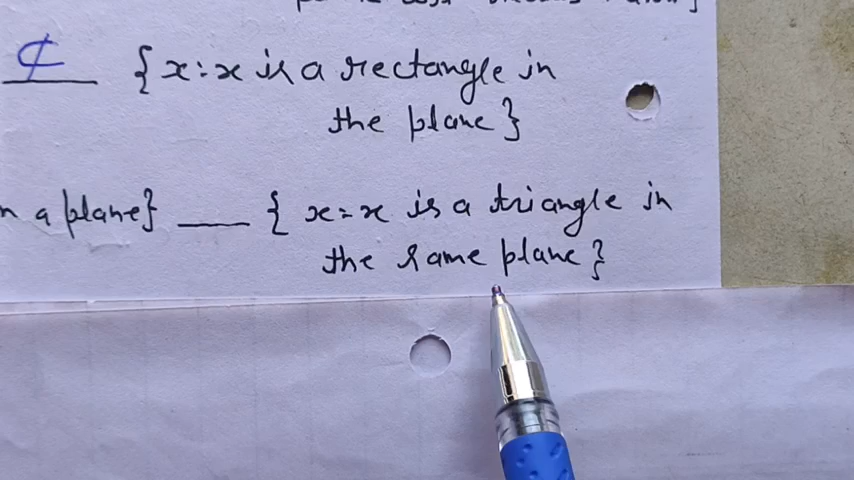 ⊄ {x:x is a rectangle in
the plane}
n a plane} ___ { x=x is a triangle in
the same plane}